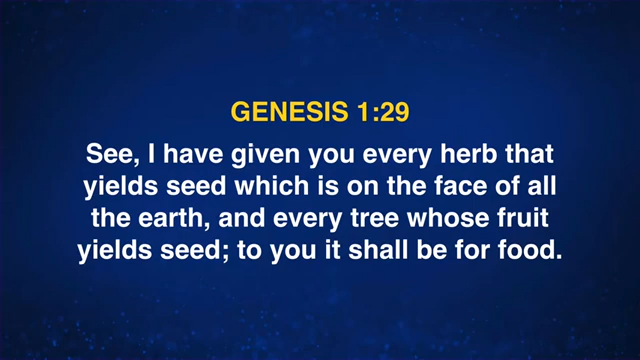 GENESIS 1:29
See, I have given you every herb that
yields seed which is on the face of all
the earth, and every tree whose fruit
yields seed; to you it shall be for food.